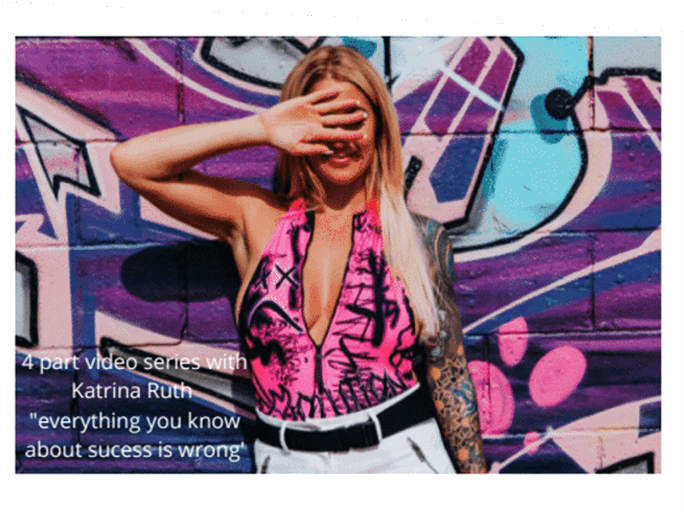 4 part video series with
Katrina Ruth
"everything you know
about sucess is wrong'